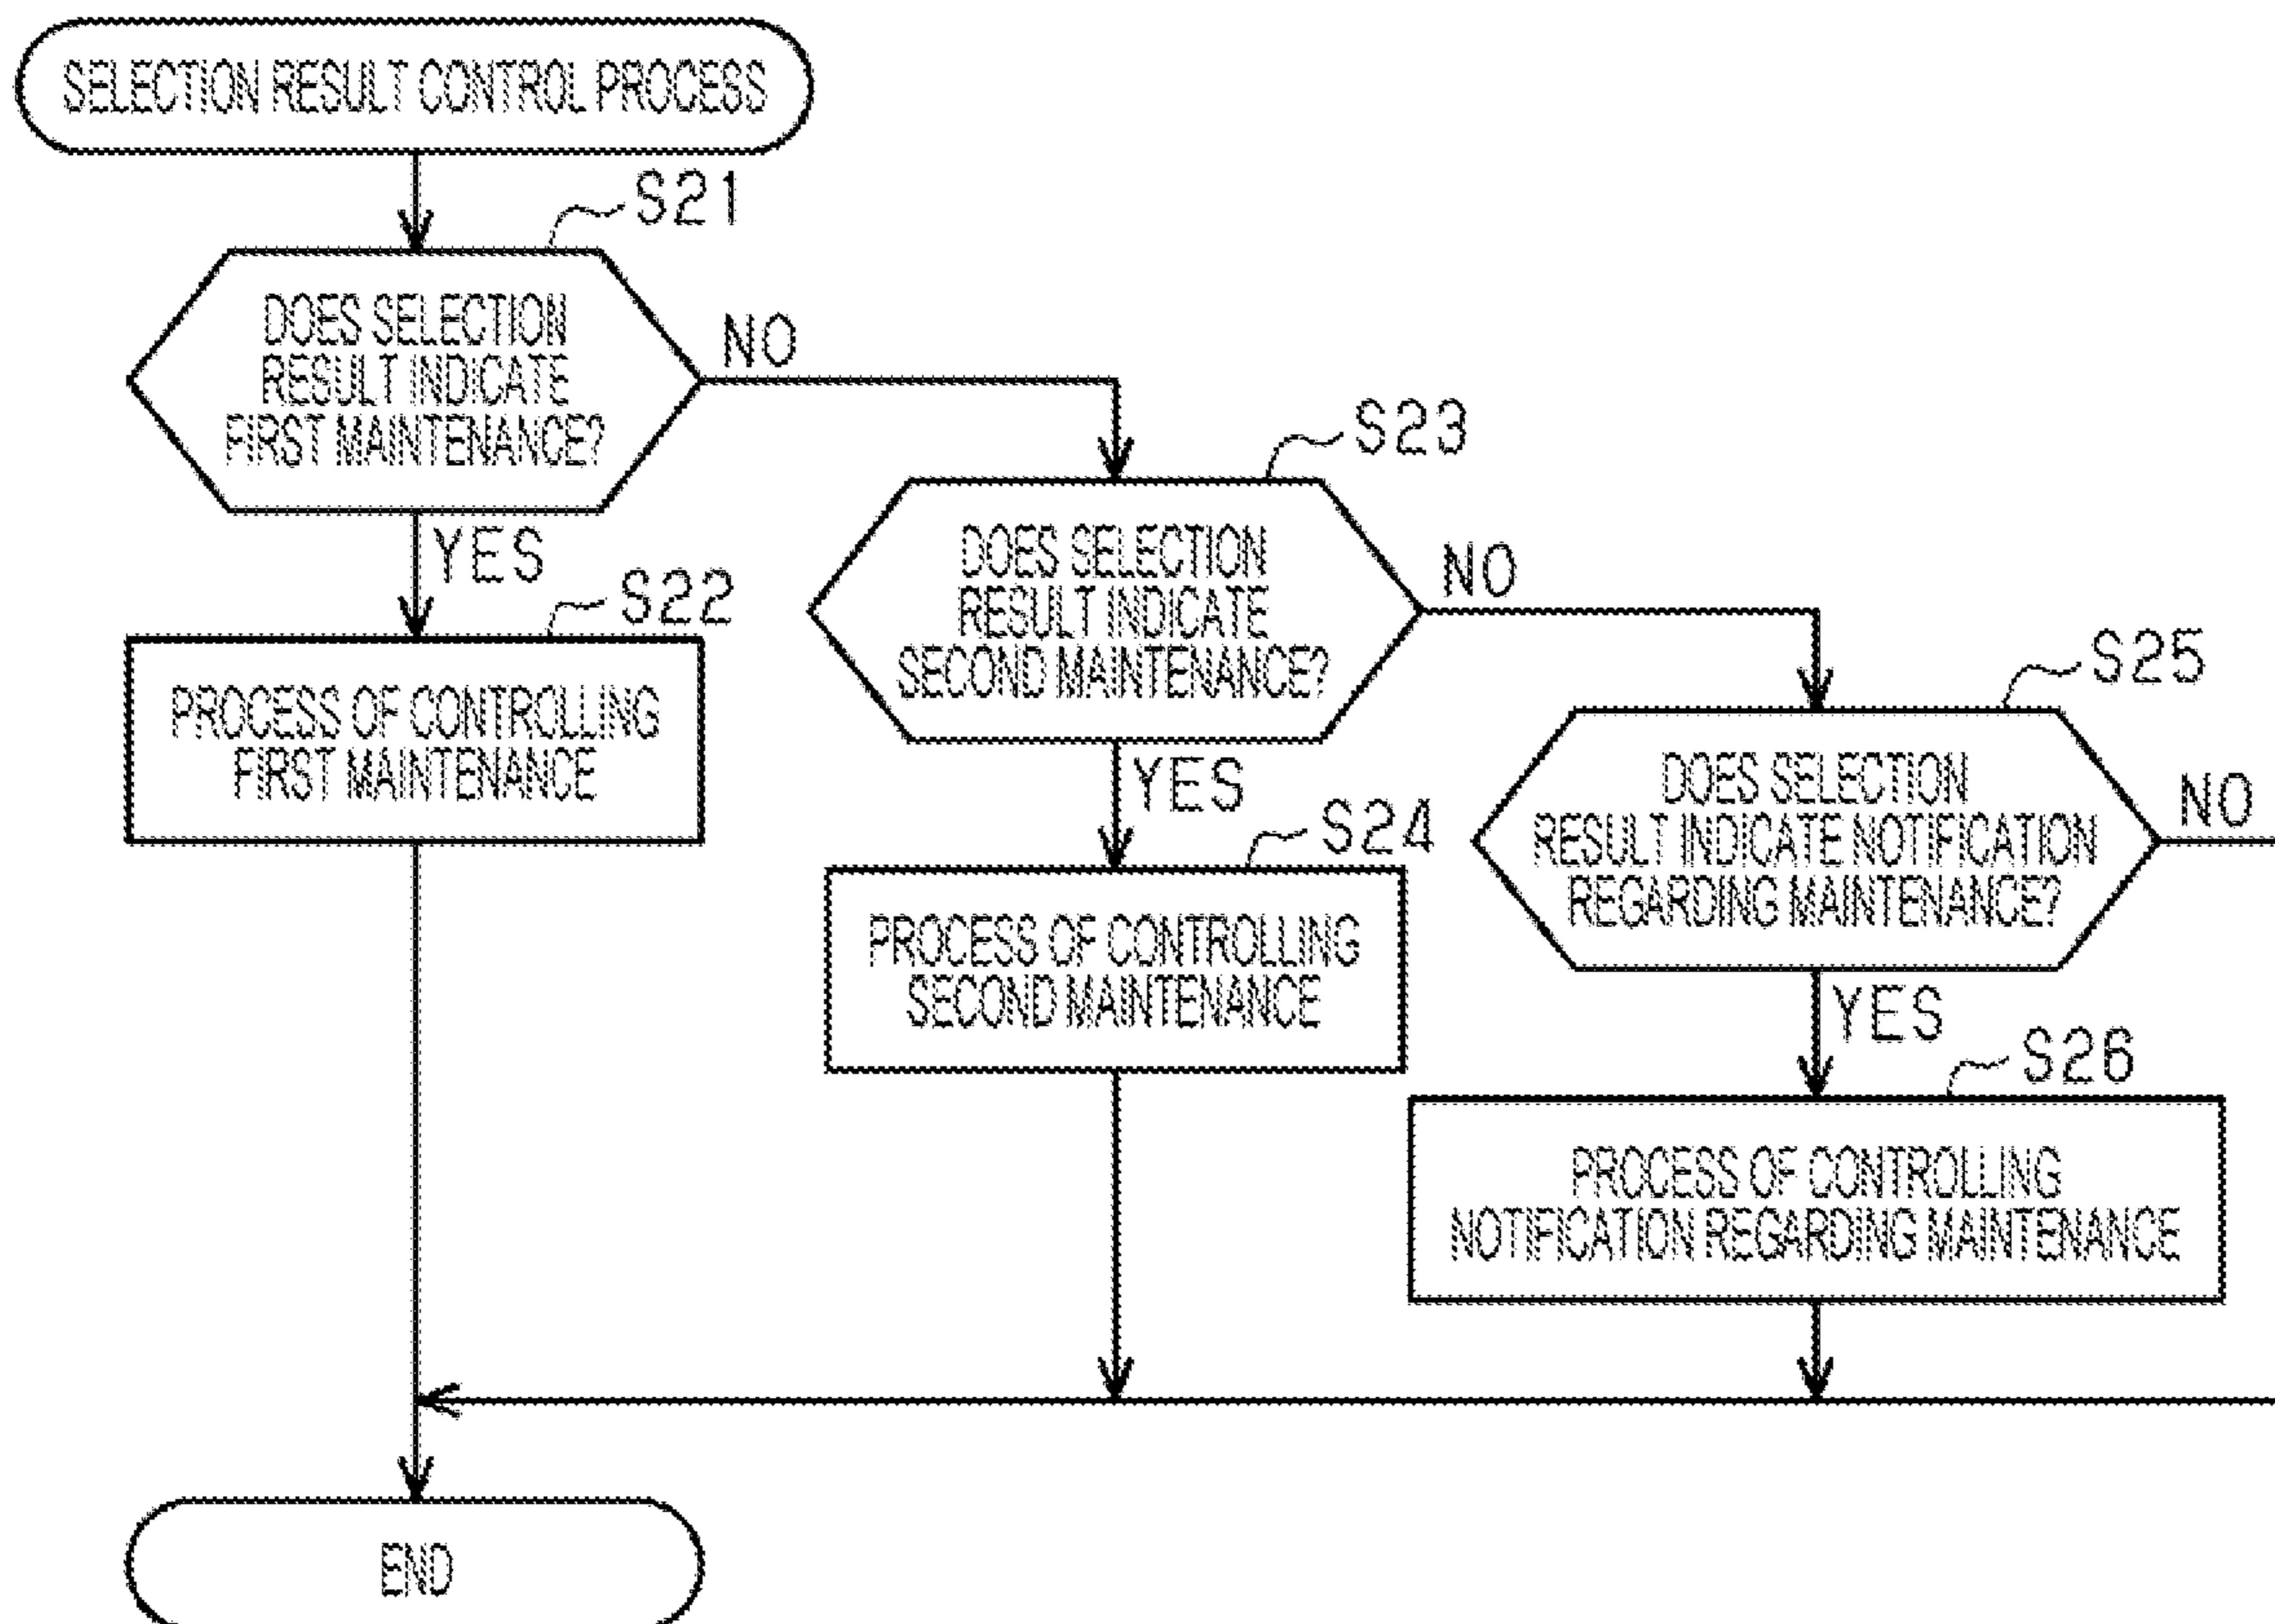 SELECTION RESULT CONTROL PROCESS
S21
DOES SELECTION
RESULT INDICATE
FIRST MAINTENANCE?
NO
YES
S22
PROCESS OF CONTROLLING
FIRST MAINTENANCE
S23
DOES SELECTION
RESULT INDICATE
SECOND MAINTENANCE?
NO
YES
S24
PROCESS OF CONTROLLING
SECOND MAINTENANCE
S25
DOES SELECTION
RESULT INDICATE NOTIFICATION
REGARDING MAINTENANCE?
NO
YES
S26
PROCESS OF CONTROLLING
NOTIFICATION REGARDING MAINTENANCE
END